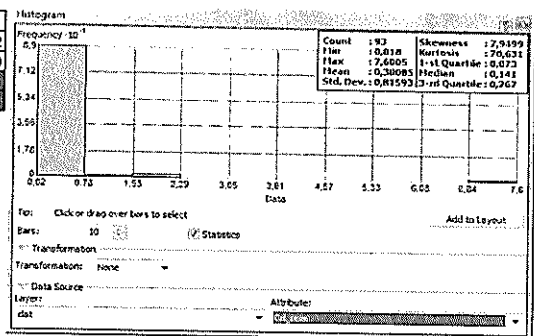 Histogram
Frequency · 10⁻¹
8,9
7,12
5,34
3,56
1,78
0
0,02 0,78 1,53 2,29 3,05 3,81 4,57 5,33 6,08 6,84 7,6
Data
Count : 93
Min : 0,018
Max : 7,6005
Mean : 0,38085
Std. Dev. : 0,81593
Skewness : 7,9499
Kurtosis : 70,631
1-st Quartile : 0,073
Median : 0,141
3-rd Quartile : 0,267
Tip: Click or drag over bars to select
Add to Layout
Bars: 10 Statistics
Transformation
Transformation: None
Data Source
Layer: Attribute:
dat